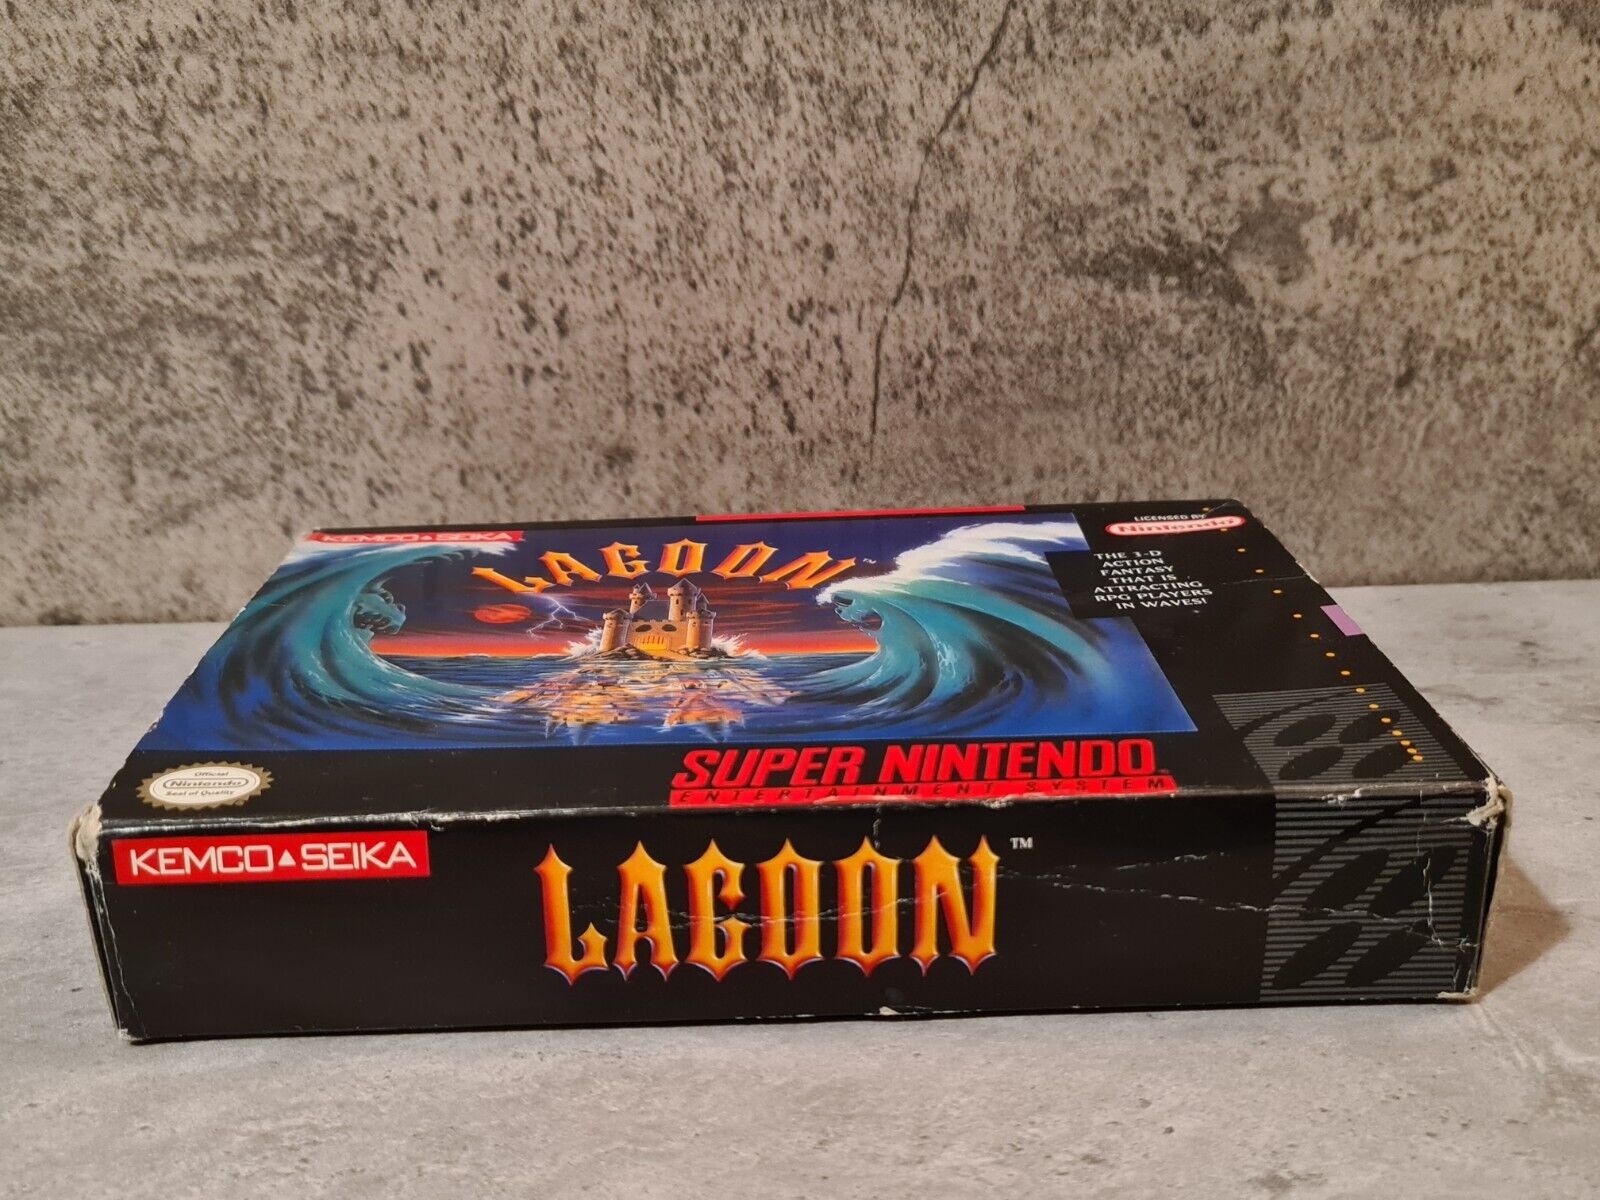 KEMCO▲SEIKA
LAGOON™
LICENSED BY
Nintendo
THE 3-D
ACTION
FANTASY
THAT IS
ATTRACTING
RPG PLAYERS
IN WAVES!
Official
Nintendo
Seal of Quality
SUPER NINTENDO
ENTERTAINMENT SYSTEM
KEMCO▲SEIKA
LAGOON™